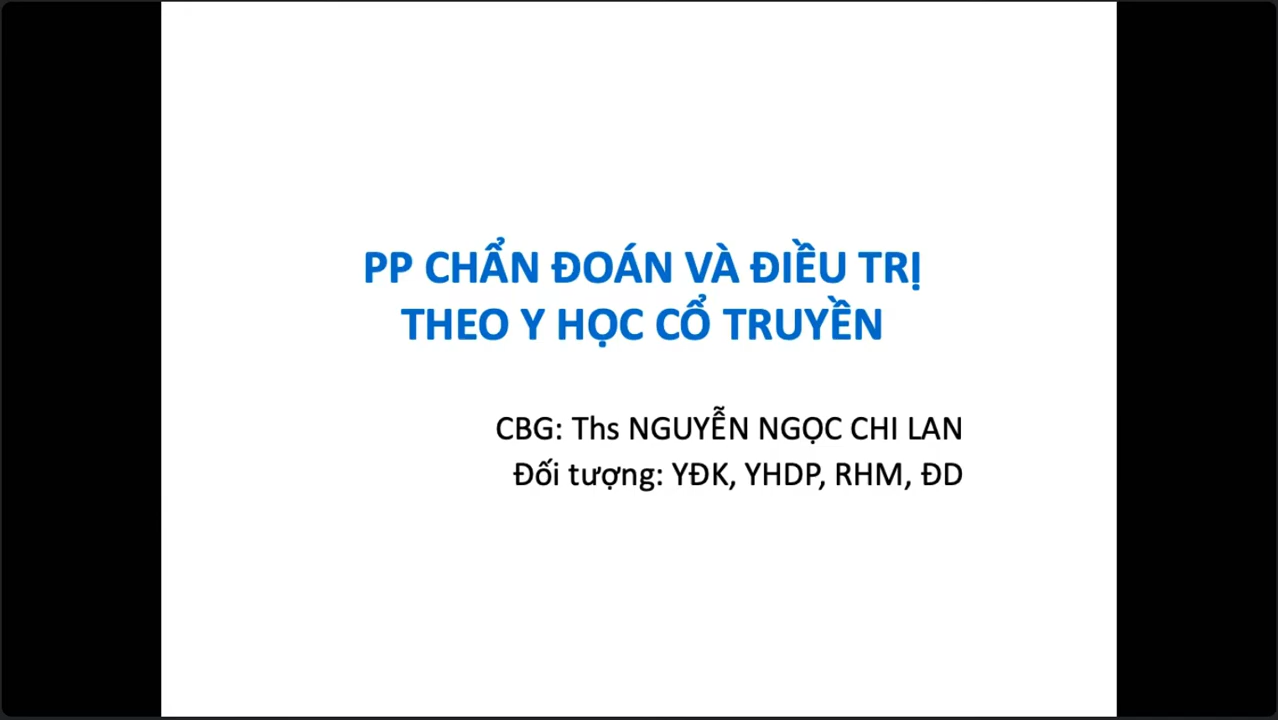 PP CHẨN ĐOÁN VÀ ĐIỀU TRỊ
THEO Y HỌC CỔ TRUYỀN
CBG: Ths NGUYỄN NGỌC CHI LAN
Đối tượng: YĐK, YHDP, RHM, ĐD